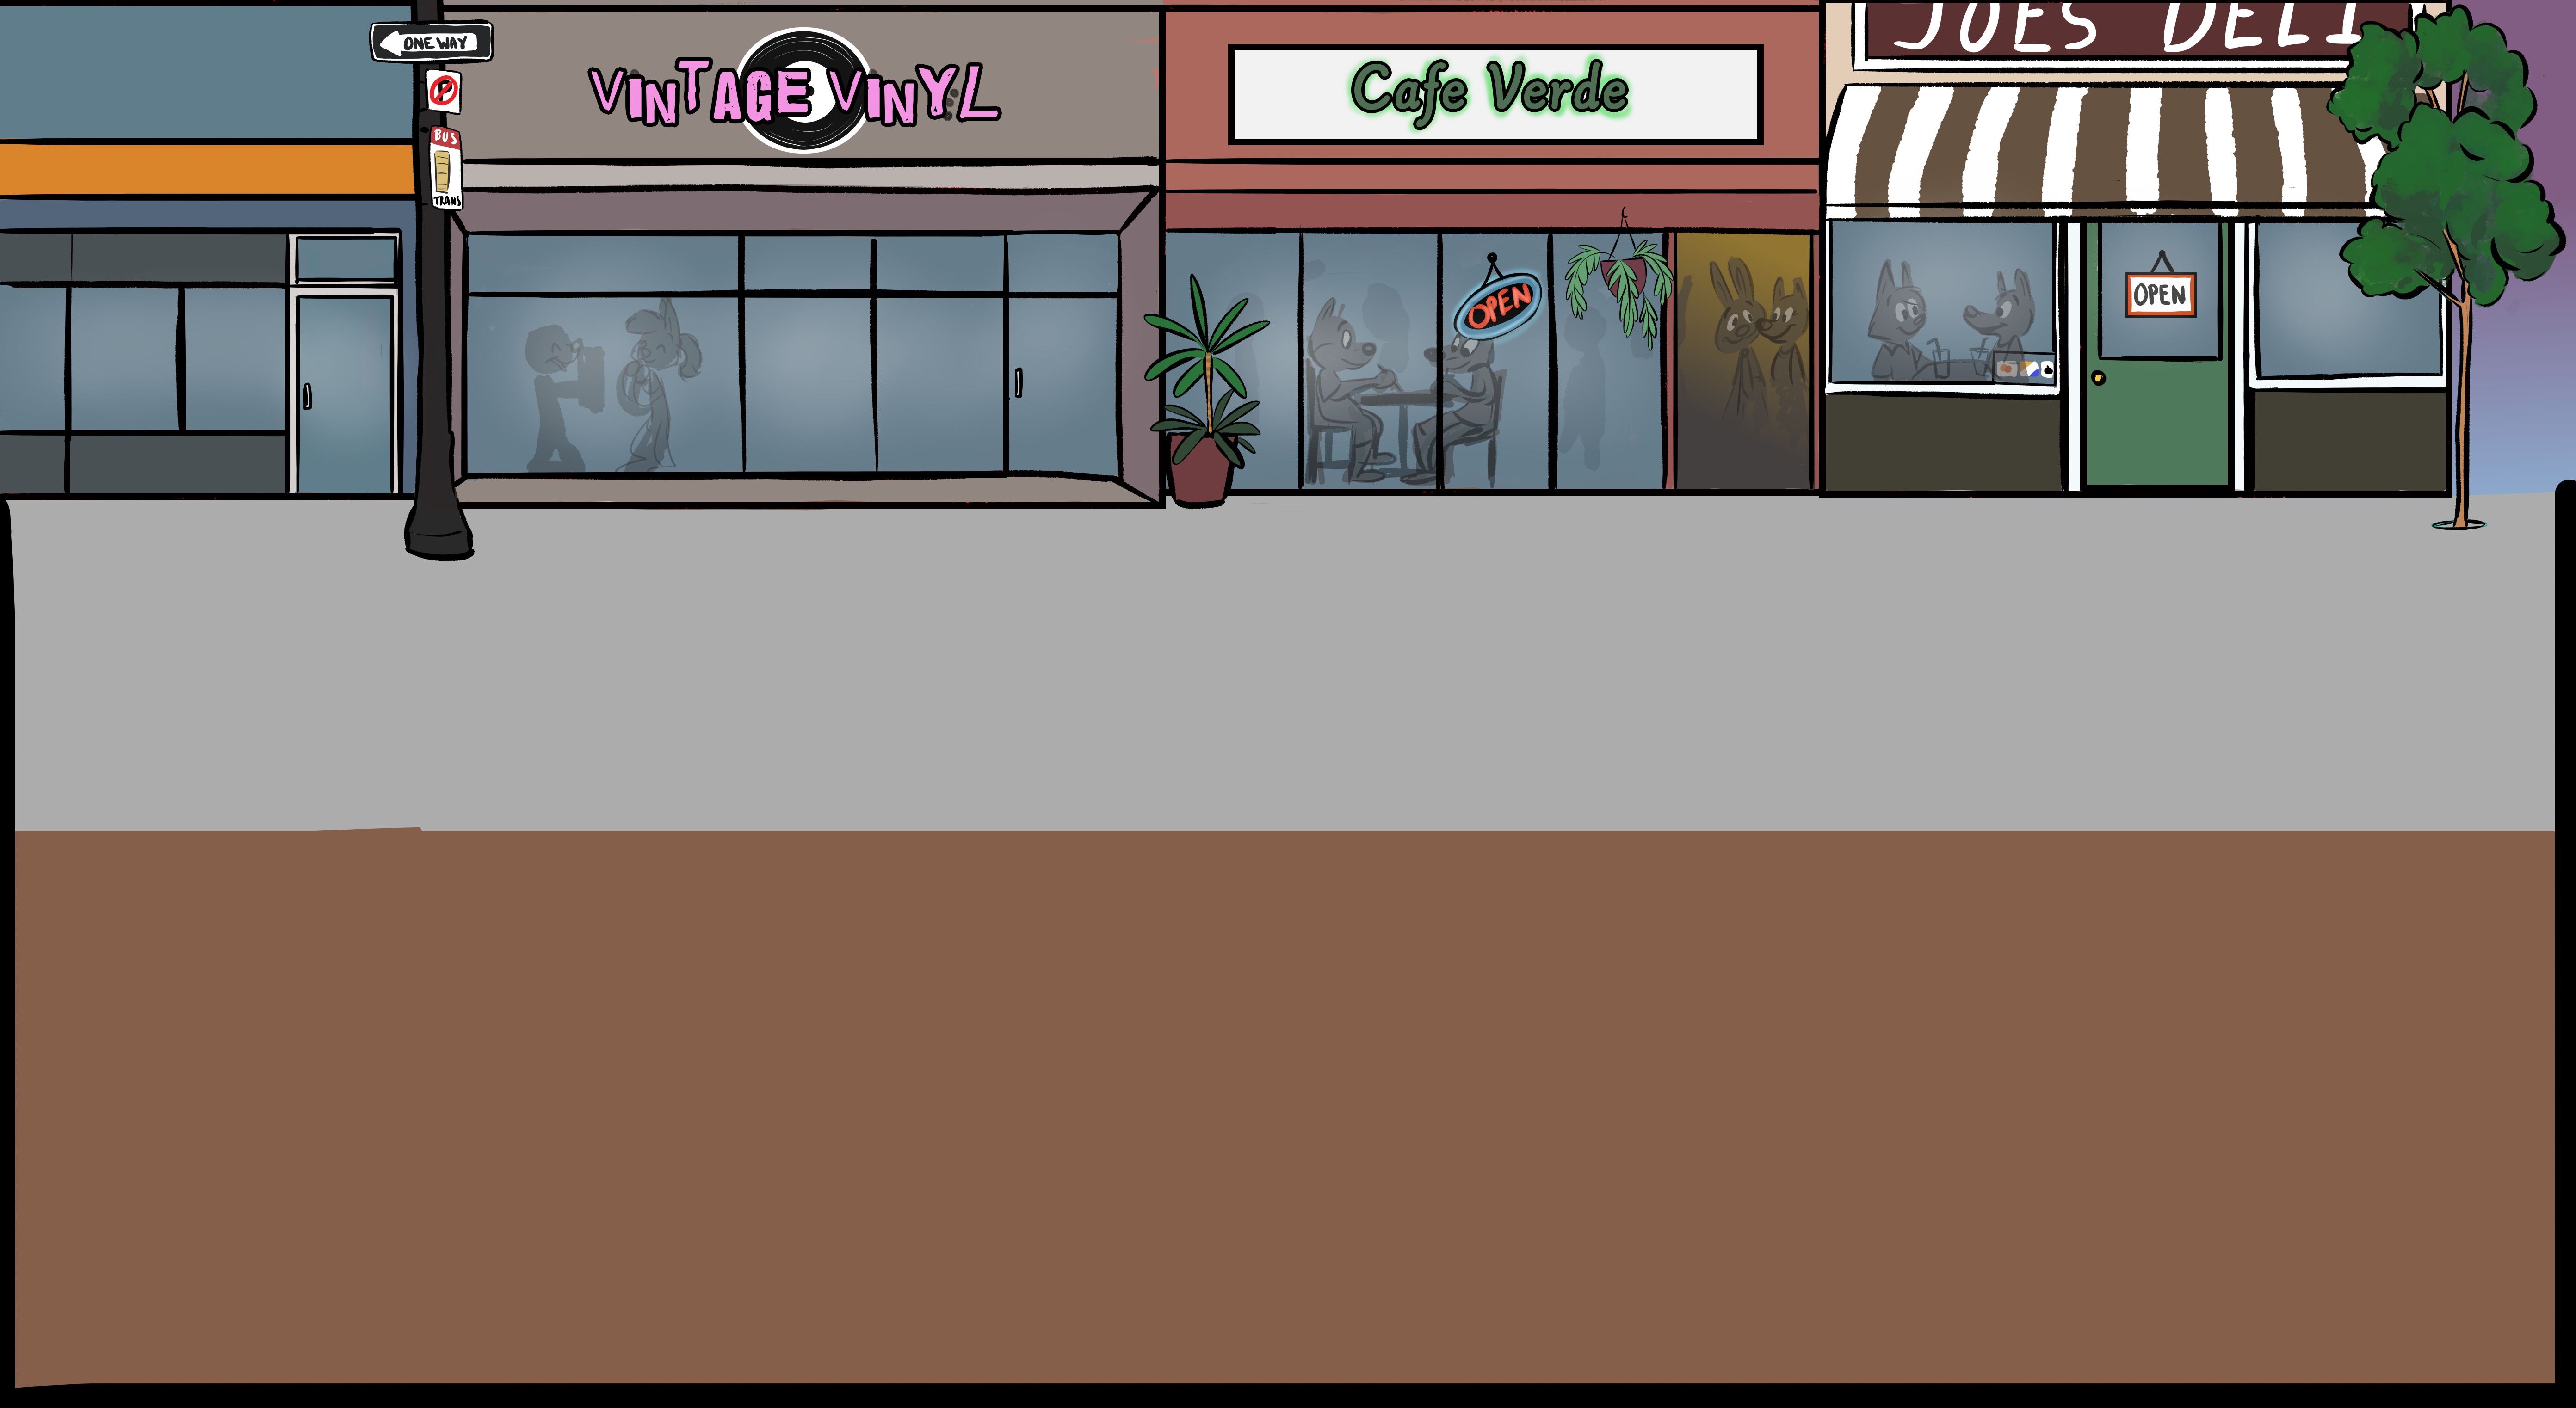 ONE WAY
P
BUS
TRANS
VINTAGE VINYL
Cafe Verde
OPEN
JOES DELI
OPEN